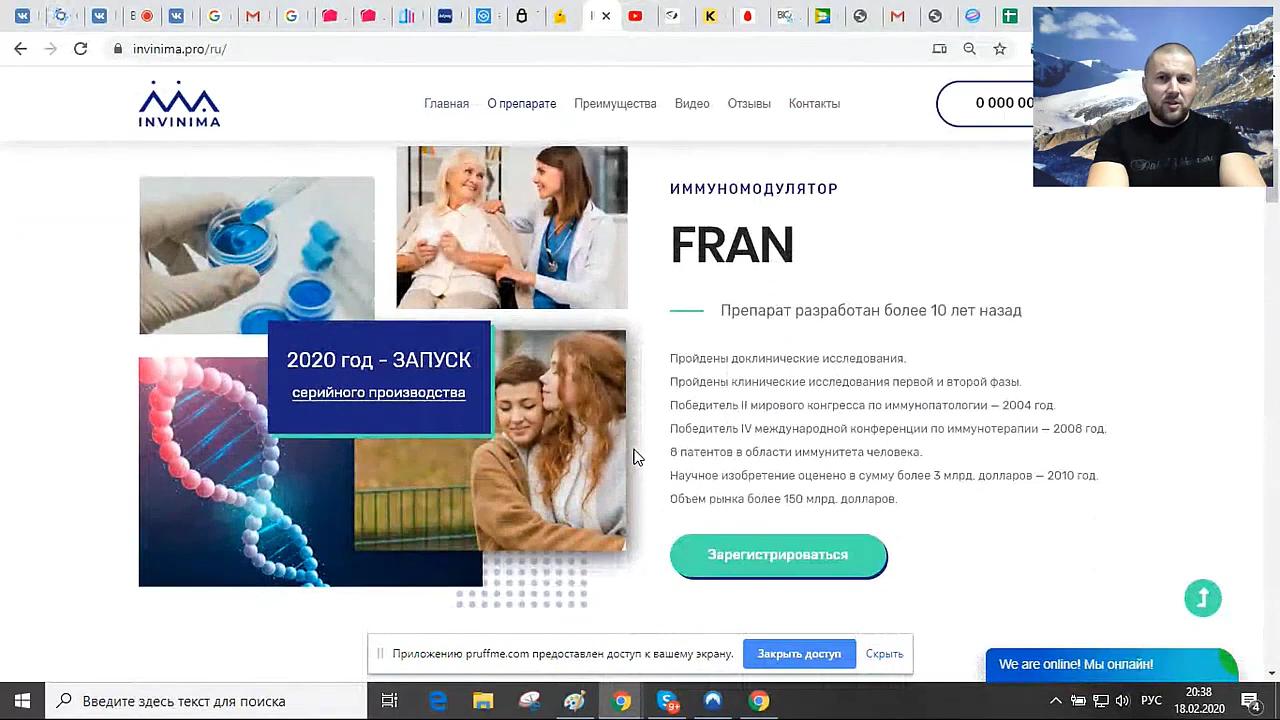 invinima.pro/ru/
INVINIMA
Главная О препарате Преимущества Видео Отзывы Контакты
0 000 00
ИММУНОМОДУЛЯТОР
FRAN
Препарат разработан более 10 лет назад
2020 год - ЗАПУСК
серийного производства
Пройдены доклинические исследования.
Пройдены клинические исследования первой и второй фазы.
Победитель II мирового конгресса по иммунопатологии — 2004 год.
Победитель IV международной конференции по иммунотерапии — 2008 год.
8 патентов в области иммунитета человека.
Научное изобретение оценено в сумму более 3 млрд. долларов — 2010 год.
Объем рынка более 150 млрд. долларов.
Зарегистрироваться
Приложению pruffme.com предоставлен доступ к вашему экрану.
Закрыть доступ
Скрыть
We are online! Мы онлайн!
Введите здесь текст для поиска
РУС
20:38
18.02.2020